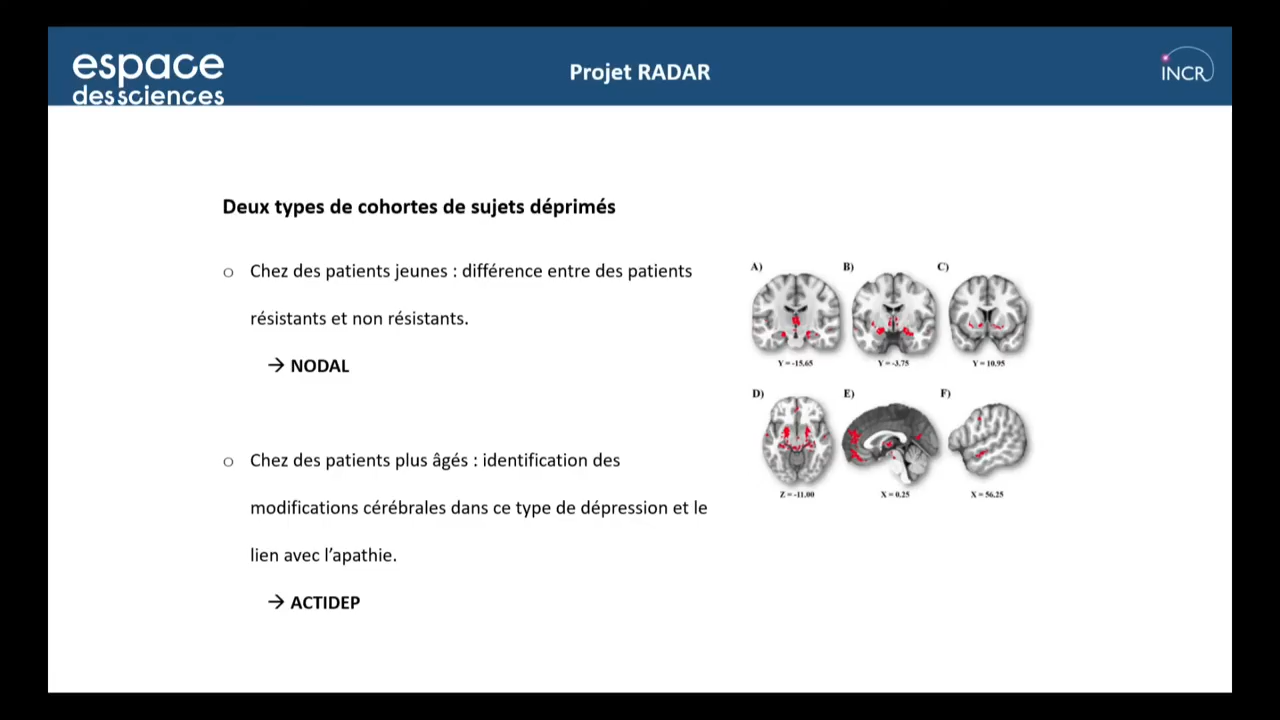 espace
des sciences
Projet RADAR
INCR
Deux types de cohortes de sujets déprimés
o Chez des patients jeunes : différence entre des patients
résistants et non résistants.
→ NODAL
o Chez des patients plus âgés : identification des
modifications cérébrales dans ce type de dépression et le
lien avec l’apathie.
→ ACTIDEP
A) B) C)
Y = -15.65 Y = -3.75 Y = 10.95
D) E) F)
Z = -11.00 X = 0.25 X = 56.25